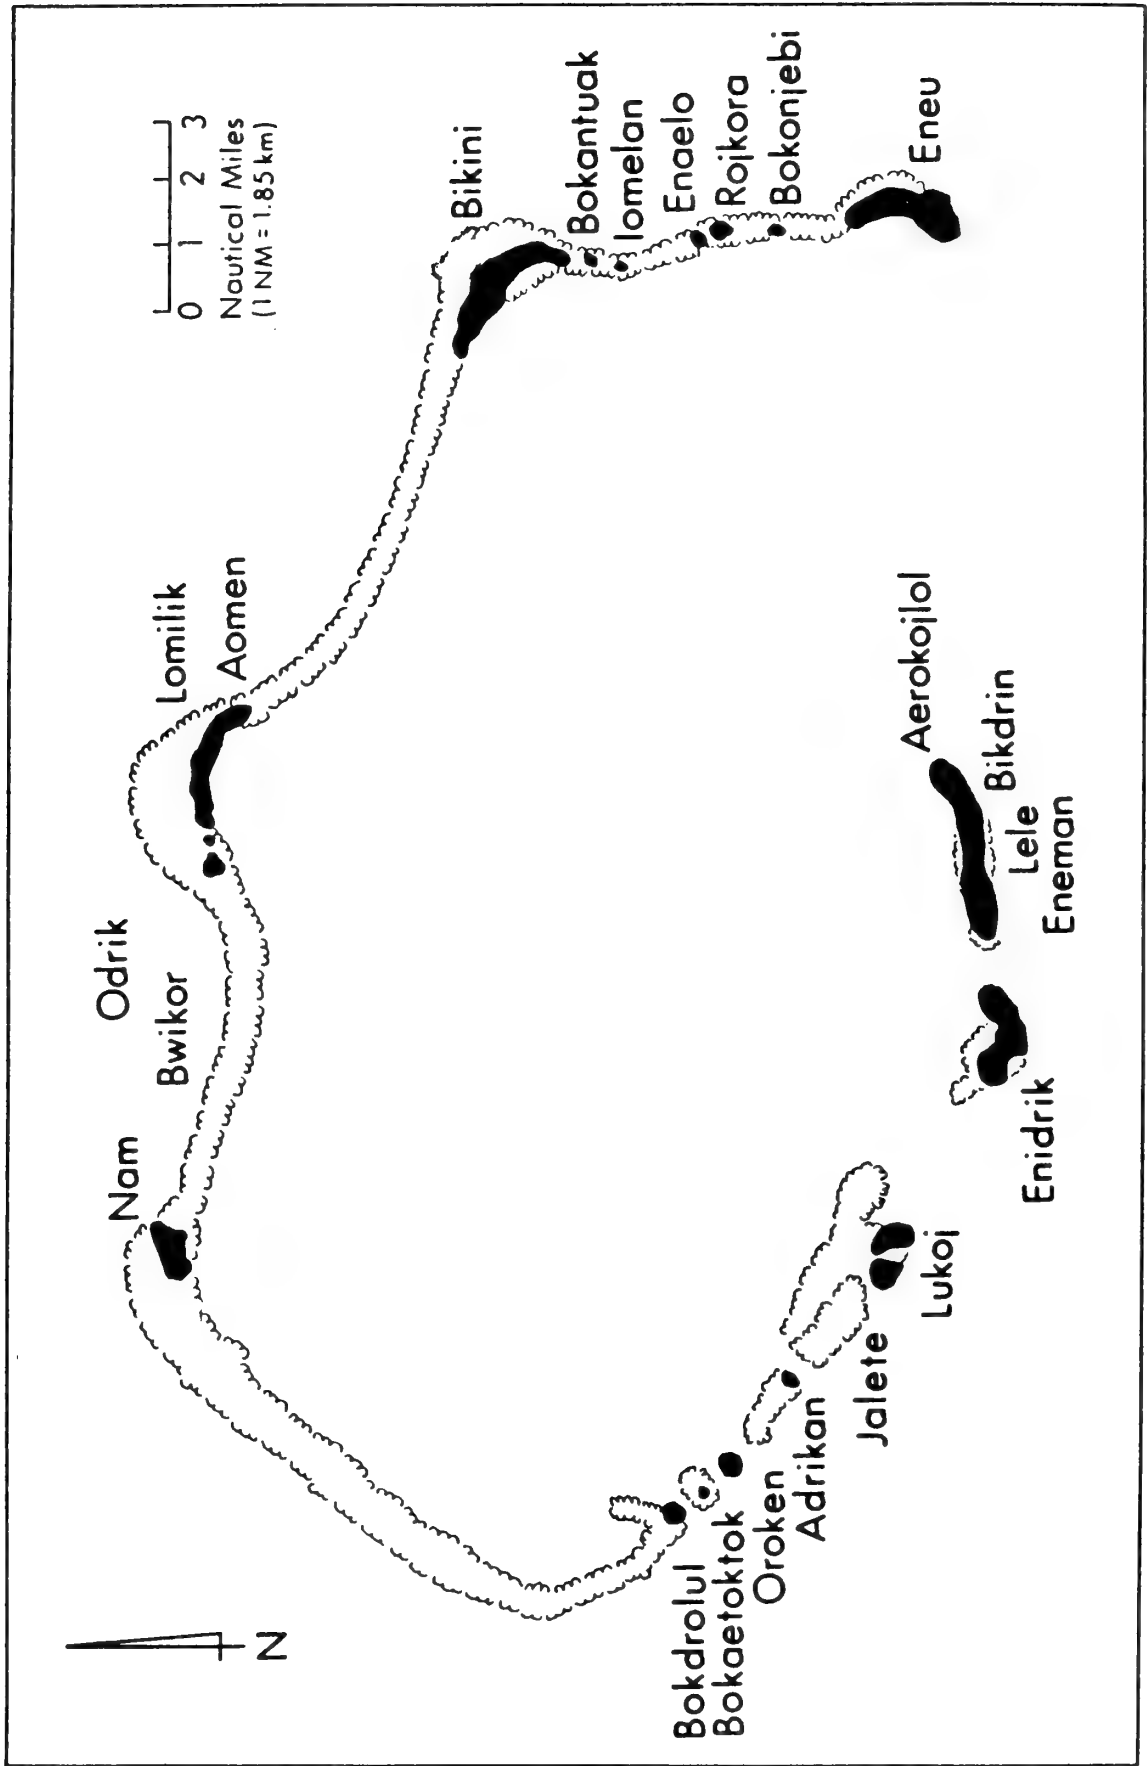 N
Nam
Odrik
Bwikor
Lomilik
Aomen
0 1 2 3
Nautical Miles
(1 NM = 1.85 km)
Bikini
Bokantuak
Iomelan
Enaelo
Rojkora
Bokonjebi
Eneu
Aerokojlol
Bikdrin
Lele
Eneman
Enidrik
Lukoj
Jalete
Adrikan
Oroken
Bokaetoktok
Bokdrolul